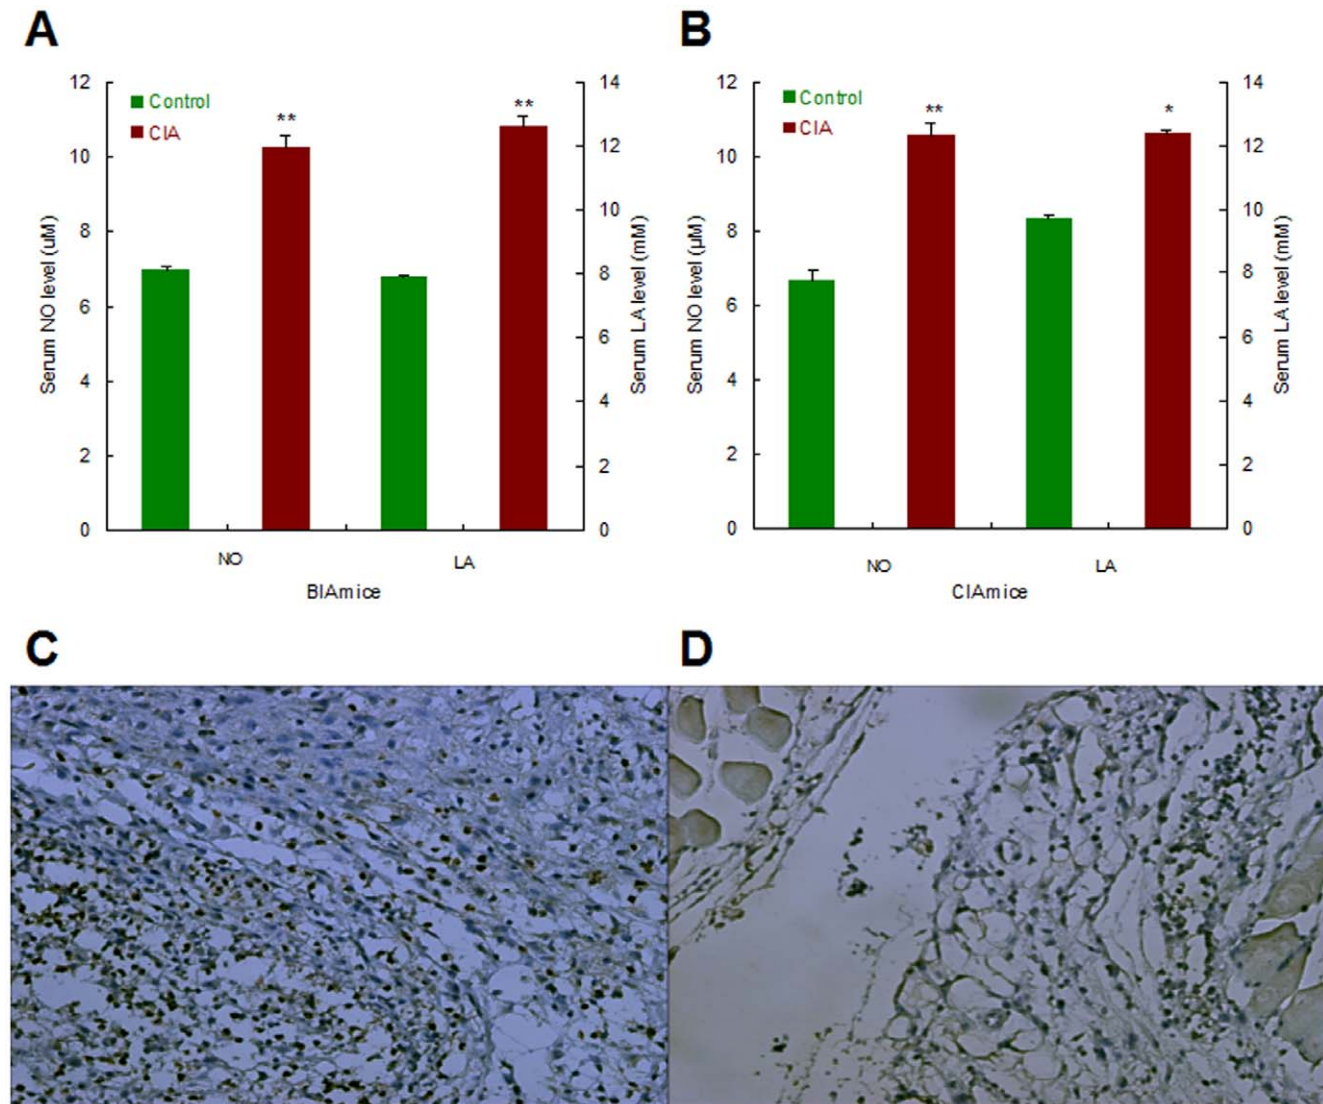 A
12
10
8
6
4
2
0
Serum NO level (uM)
Control
CIA
**
**
14
12
10
8
6
4
2
0
Serum LA level (mM)
NO
LA
BIAmice
B
12
10
8
6
4
2
0
Serum NO level (µM)
Control
CIA
**
*
14
12
10
8
6
4
2
0
Serum LA level (mM)
NO
LA
CIAmice
C
D